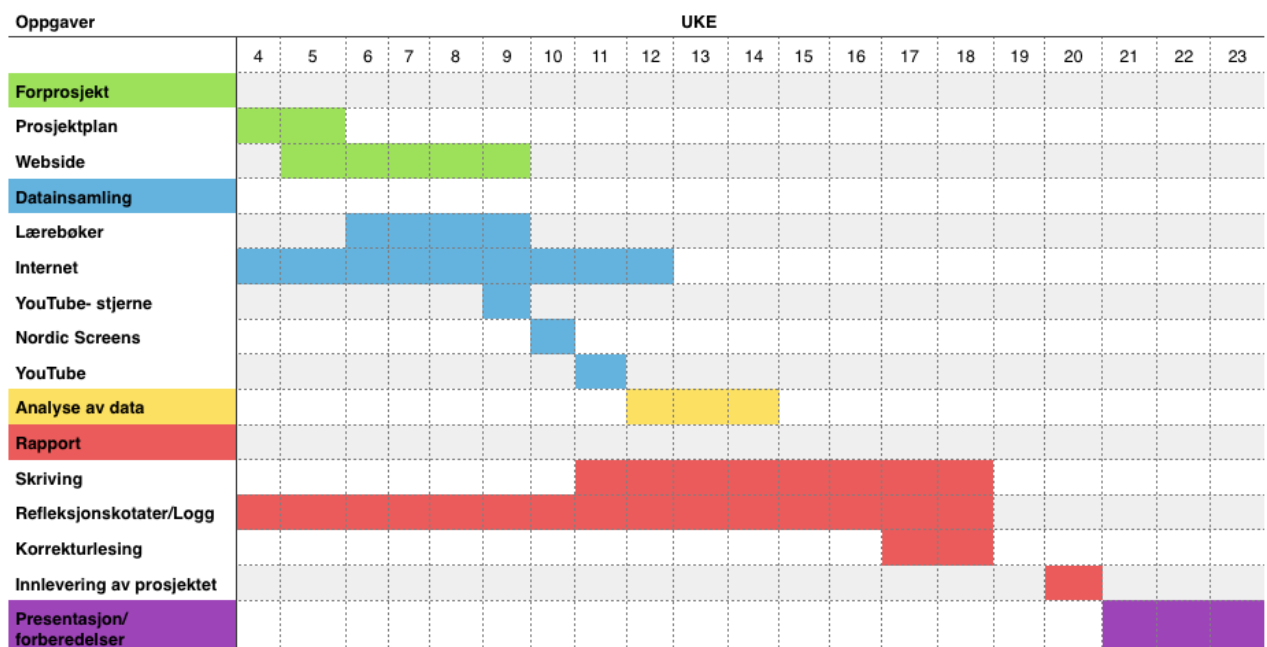 Oppgaver UKE
4 5 6 7 8 9 10 11 12 13 14 15 16 17 18 19 20 21 22 23
Forprosjekt
Prosjektplan
Webside
Datainsamling
Lærebøker
Internet
YouTube- stjerne
Nordic Screens
YouTube
Analyse av data
Rapport
Skriving
Refleksjonskotater/Logg
Korrekturlesing
Innlevering av prosjektet
Presentasjon/
forberedelser